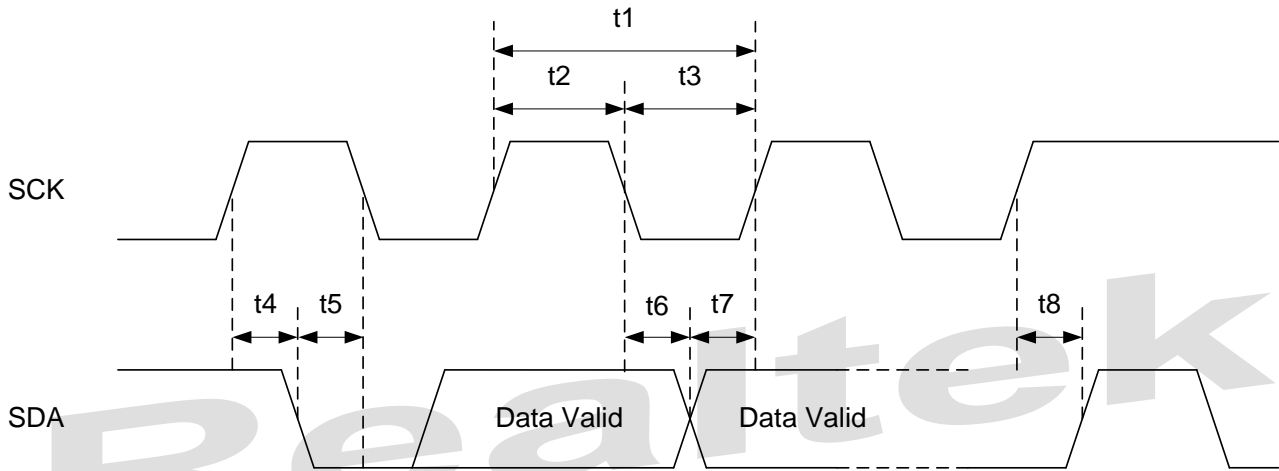 t1
t2 t3
SCK
t4 t5 t6 t7 t8
SDA Data Valid Data Valid
Realtek